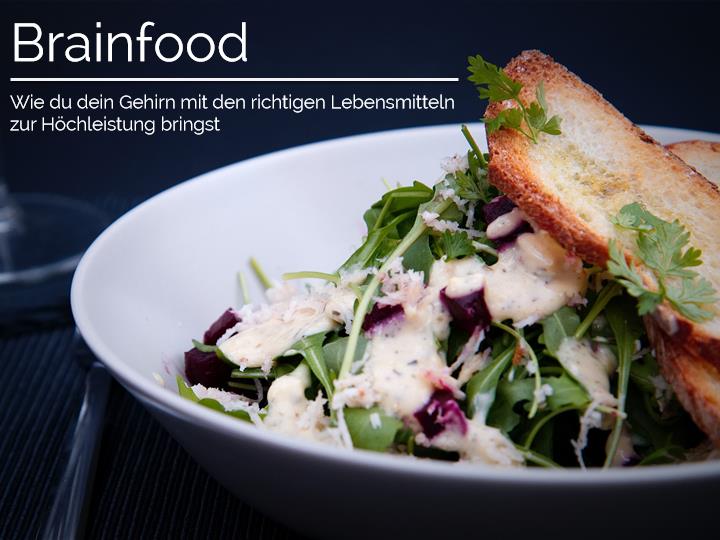 Brainfood
Wie du dein Gehirn mit den richtigen Lebensmitteln
zur Höchleistung bringst